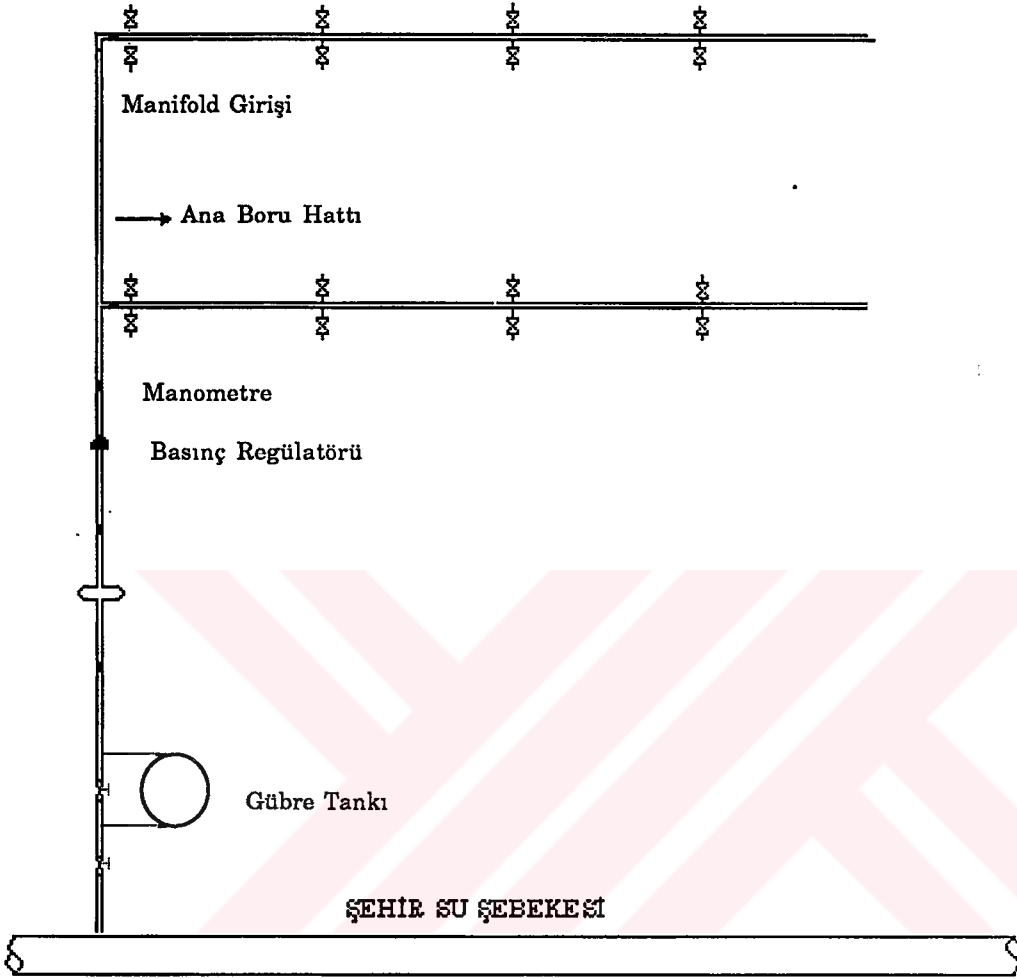 Manifold Girişi
Ana Boru Hattı
Manometre
Basınç Regülatörü
Gübre Tankı
ŞEHİR SU ŞEBEKESİ